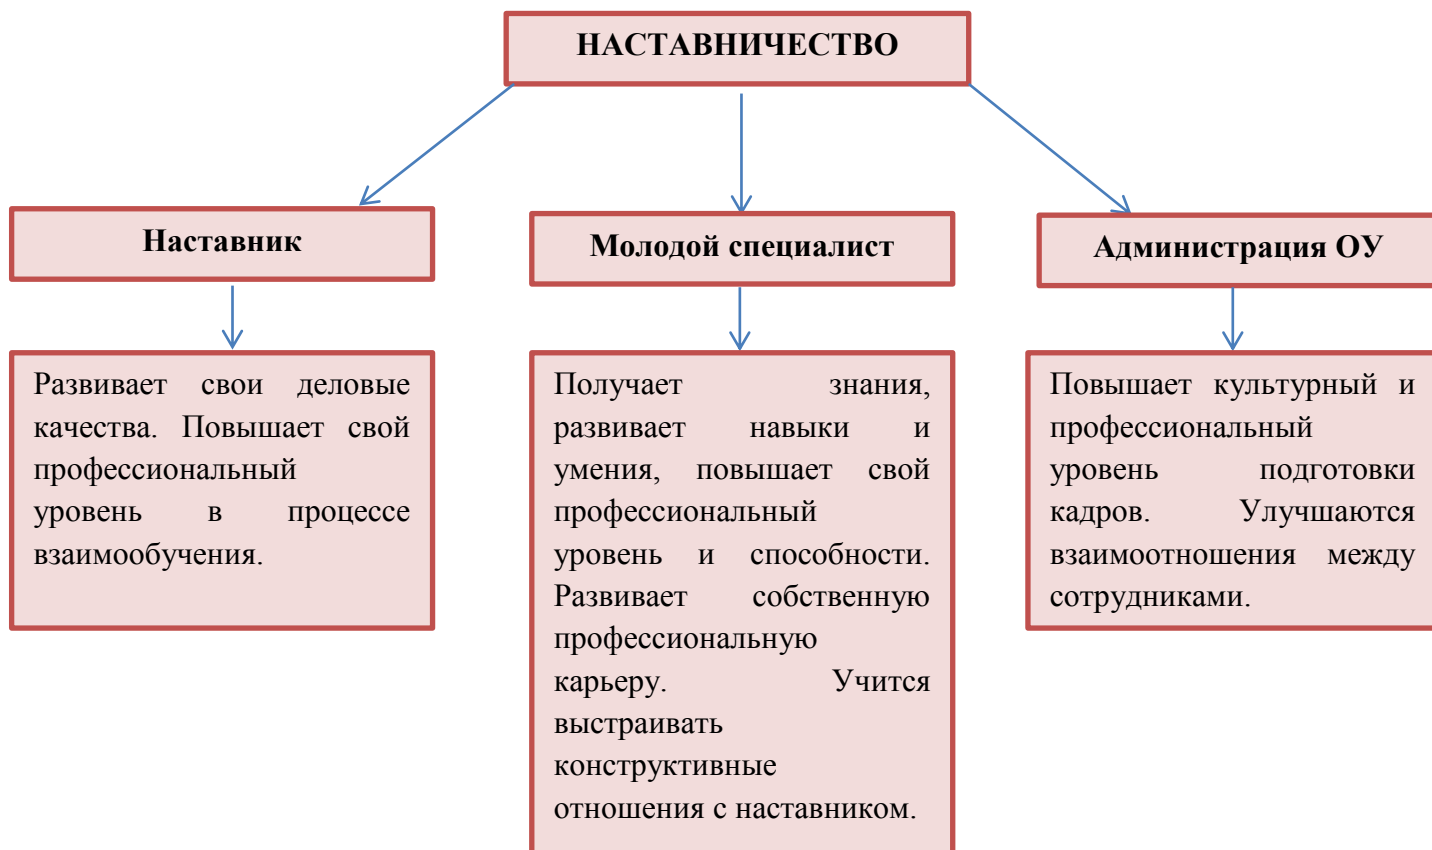 НАСТАВНИЧЕСТВО
Наставник
Молодой специалист
Администрация ОУ
Развивает свои деловые
качества. Повышает свой
профессиональный
уровень в процессе
взаимообучения.
Получает знания,
развивает навыки и
умения, повышает свой
профессиональный
уровень и способности.
Развивает собственную
профессиональную
карьеру. Учится
выстраивать
конструктивные
отношения с наставником.
Повышает культурный и
профессиональный
уровень подготовки
кадров. Улучшаются
взаимоотношения между
сотрудниками.